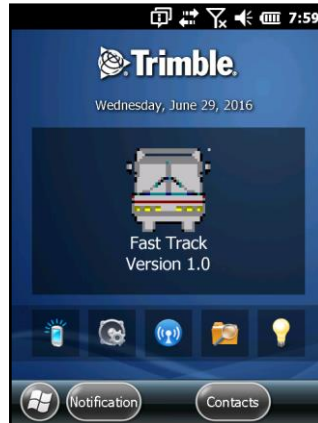 7:59
Trimble.
Wednesday, June 29, 2016
Fast Track
Version 1.0
Notification
Contacts